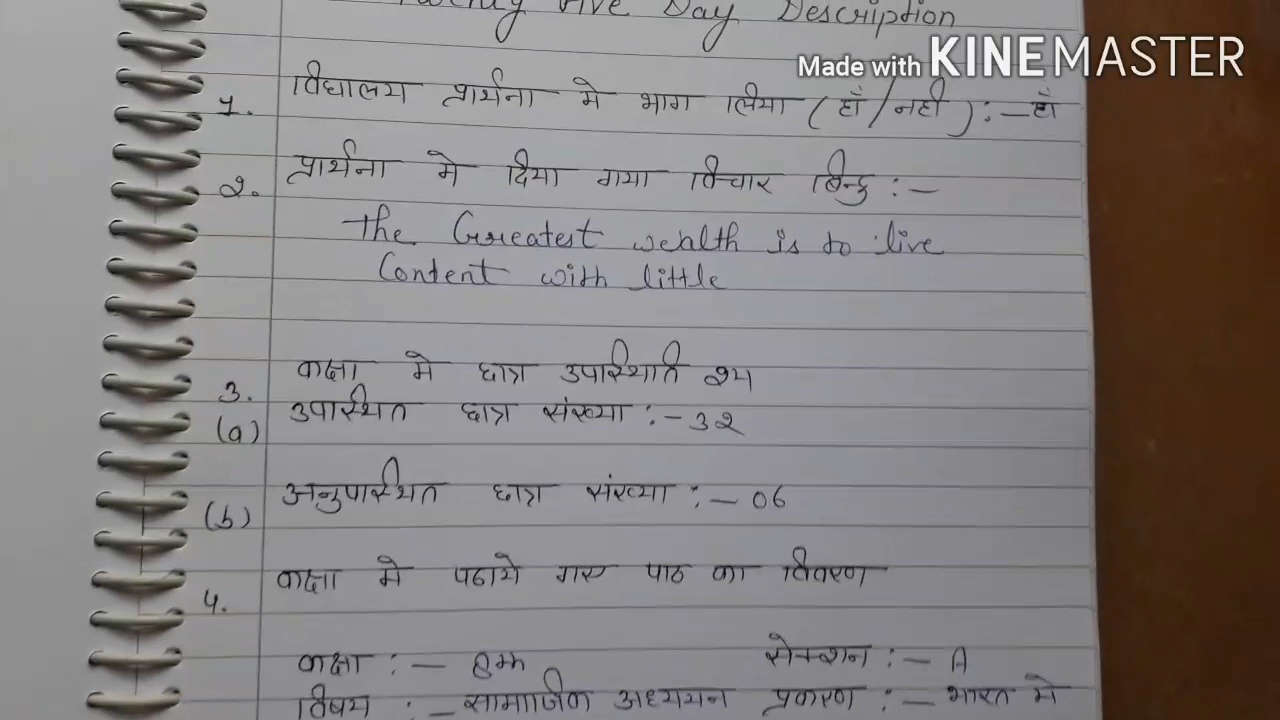 Twenty Five Day Description
Made with KINEMASTER
1. विद्यालय प्रार्थना मे भाग लिया ( हाँ / नही ) : – हाँ
2. प्रार्थना मे दिया गया विचार बिन्दु : –
The Greatest wealth is to live
Content with little
3. कक्षा मे छात्र उपस्थिति
(a) उपस्थित छात्र संख्या : – 32
(b) अनुपस्थित छात्र संख्या : – 06
4. कक्षा मे पढाये गए पाठ का विवरण
कक्षा : – 8th सेक्शन : – A
विषय : – सामाजिक अध्ययन प्रकरण : – भारत मे